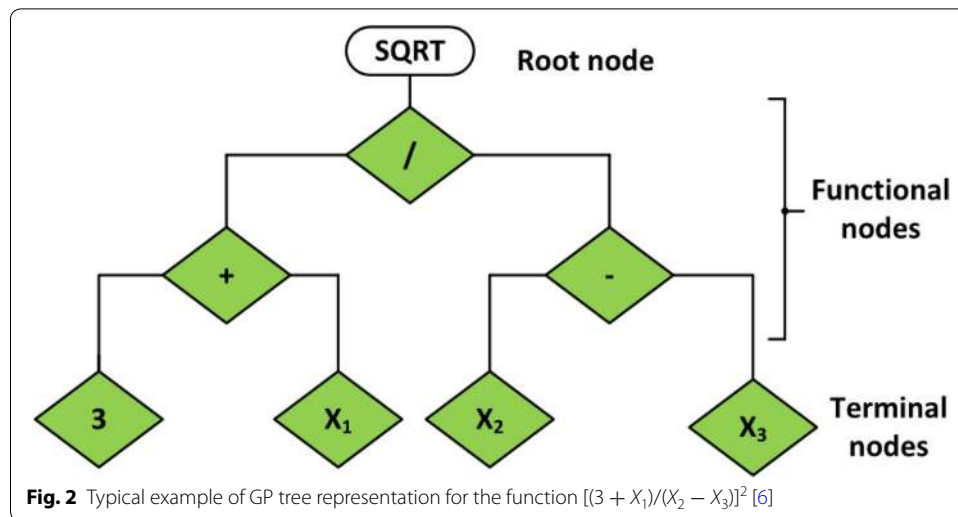 SQRT
Root node
/
Functional
nodes
+
-
3
X₁
X₂
X₃
Terminal
nodes
Fig. 2 Typical example of GP tree representation for the function [(3 + X₁)/(X₂ − X₃)]² [6]